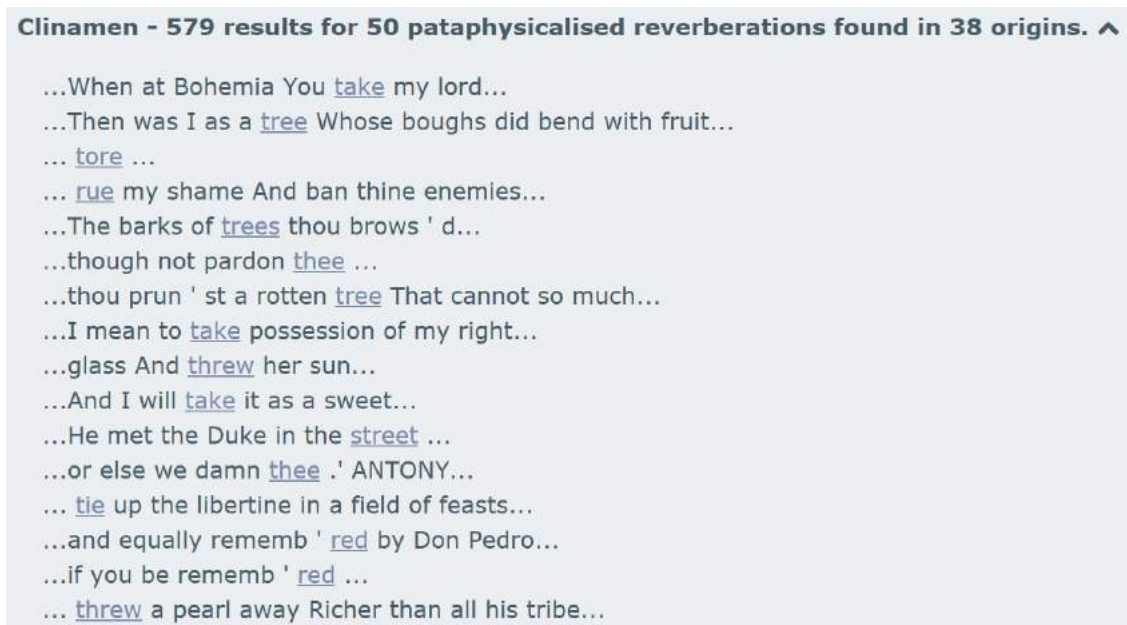 Clinamen - 579 results for 50 pataphysicalised reverberations found in 38 origins.
...When at Bohemia You take my lord...
...Then was I as a tree Whose boughs did bend with fruit...
... tore ...
... rue my shame And ban thine enemies...
...The barks of trees thou brows ' d...
...though not pardon thee ...
...thou prun ' st a rotten tree That cannot so much...
...I mean to take possession of my right...
...glass And threw her sun...
...And I will take it as a sweet...
...He met the Duke in the street ...
...or else we damn thee .' ANTONY...
... tie up the libertine in a field of feasts...
...and equally rememb ' red by Don Pedro...
...if you be rememb ' red ...
... threw a pearl away Richer than all his tribe...